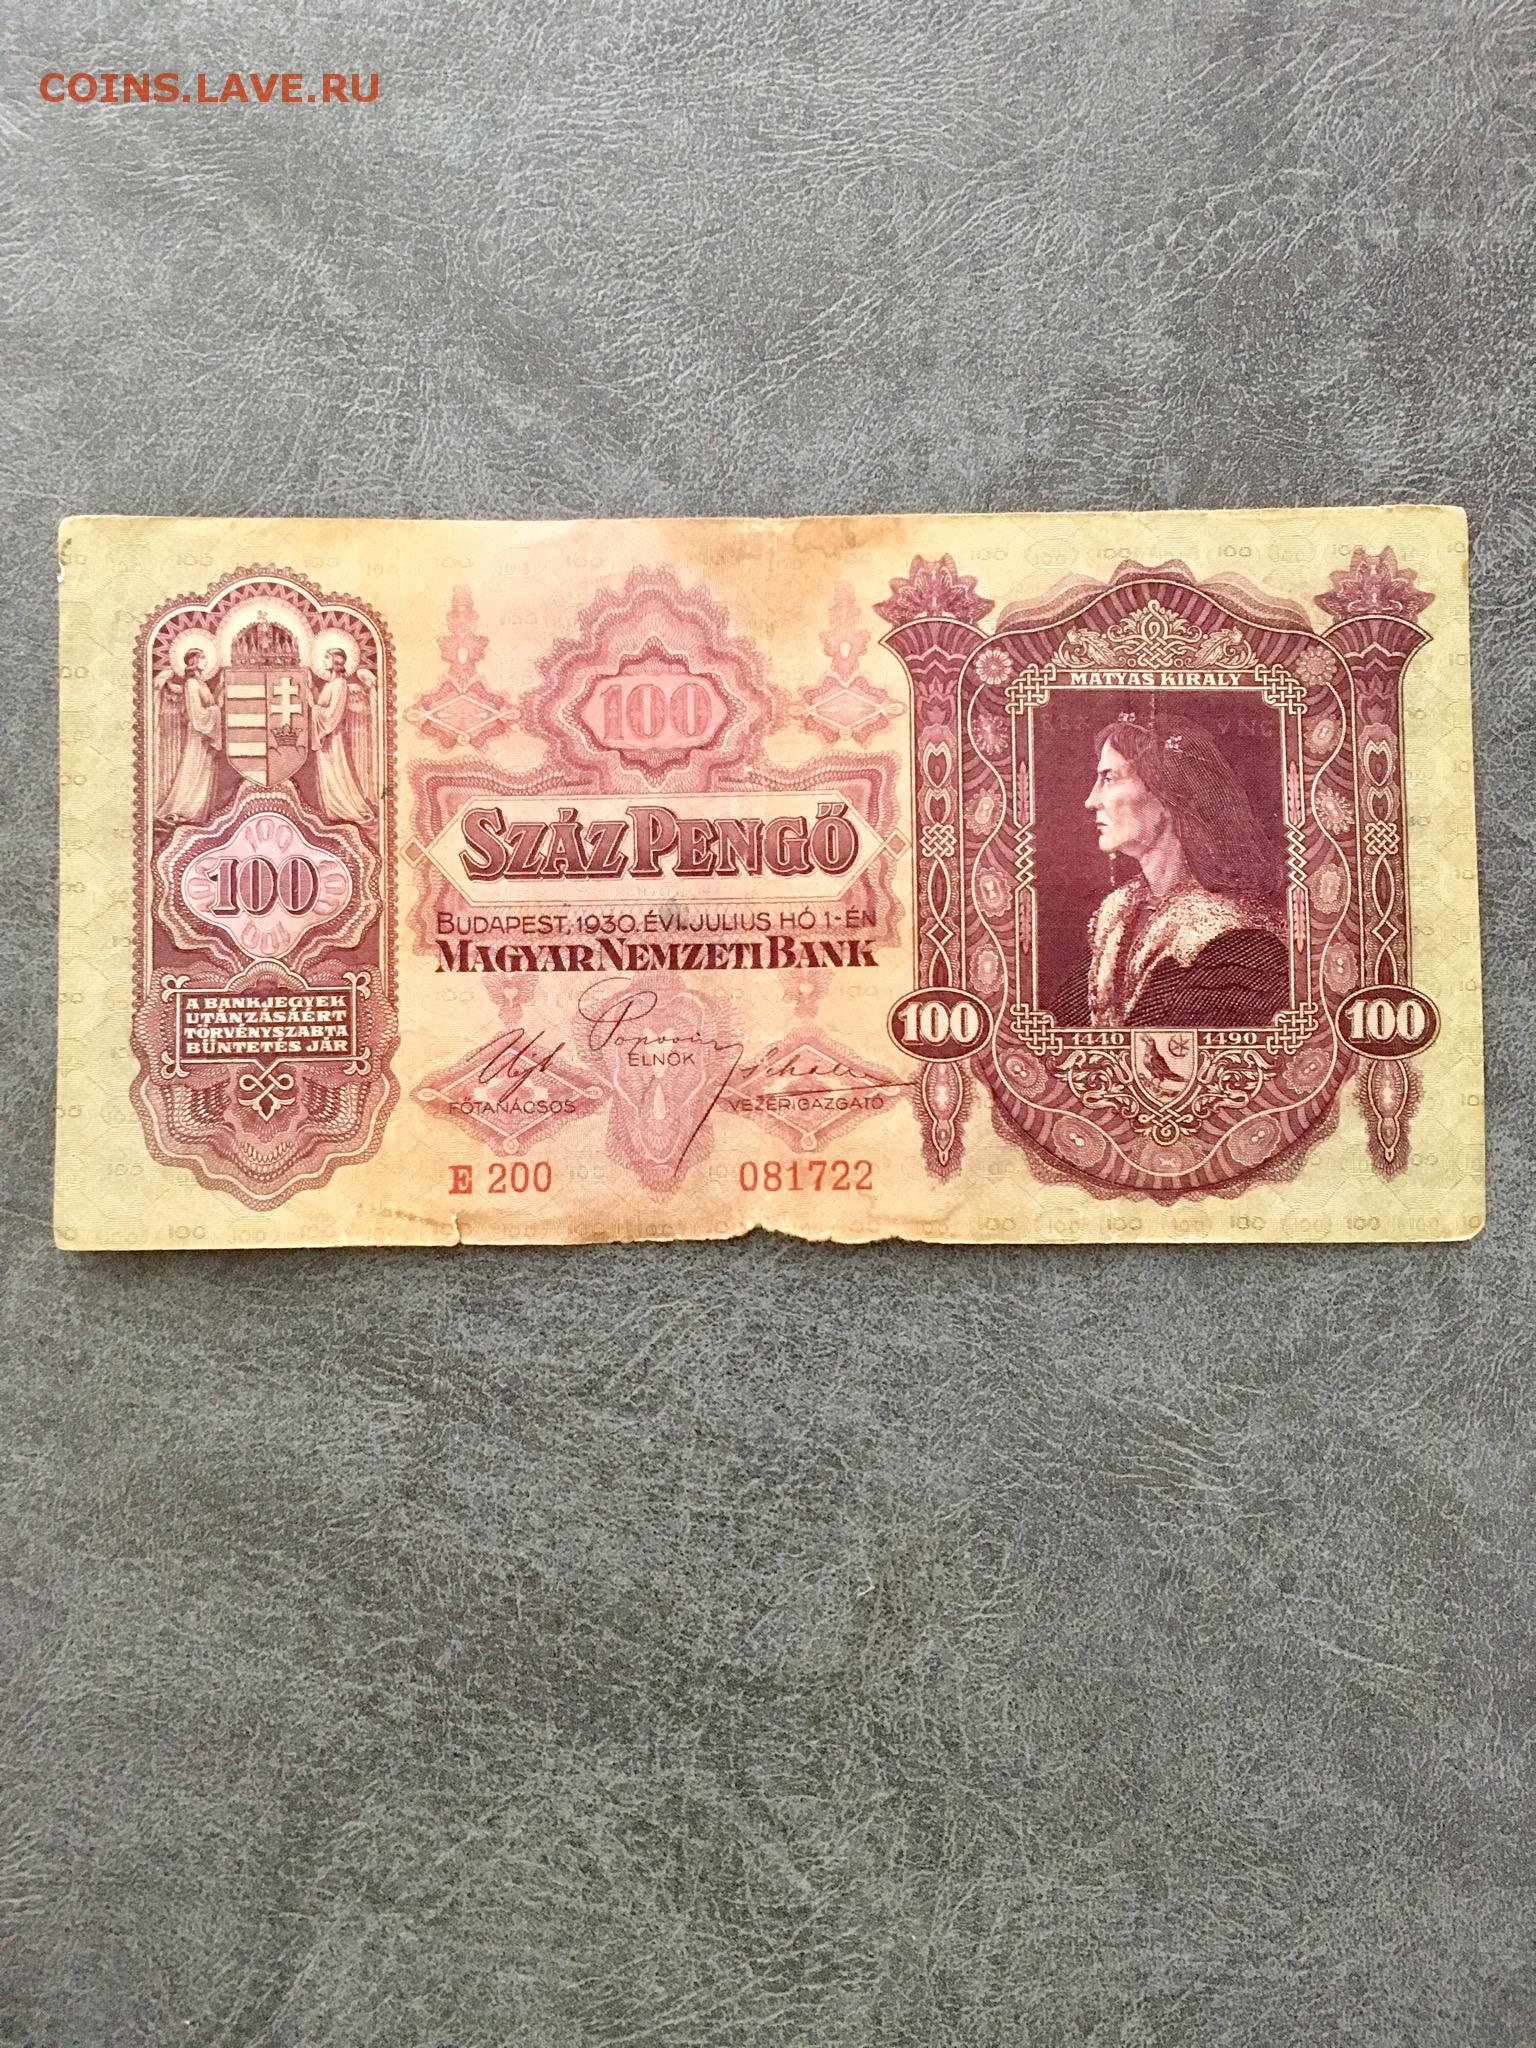 COINS.LAVE.RU
100
SZÁZ PENGŐ
BUDAPEST, 1930. ÉVI JULIUS HÓ 1-ÉN
MAGYAR NEMZETI BANK
100
A BANKJEGYEK
UTÁNZÁSÁÉRT
TÖRVÉNYSZABTA
BÜNTETÉS JÁR
FŐTANÁCSOS
ELNÖK
VEZÉRIGAZGATÓ
E 200 081722
MÁTYÁS KIRÁLY
100 100
1440 1490